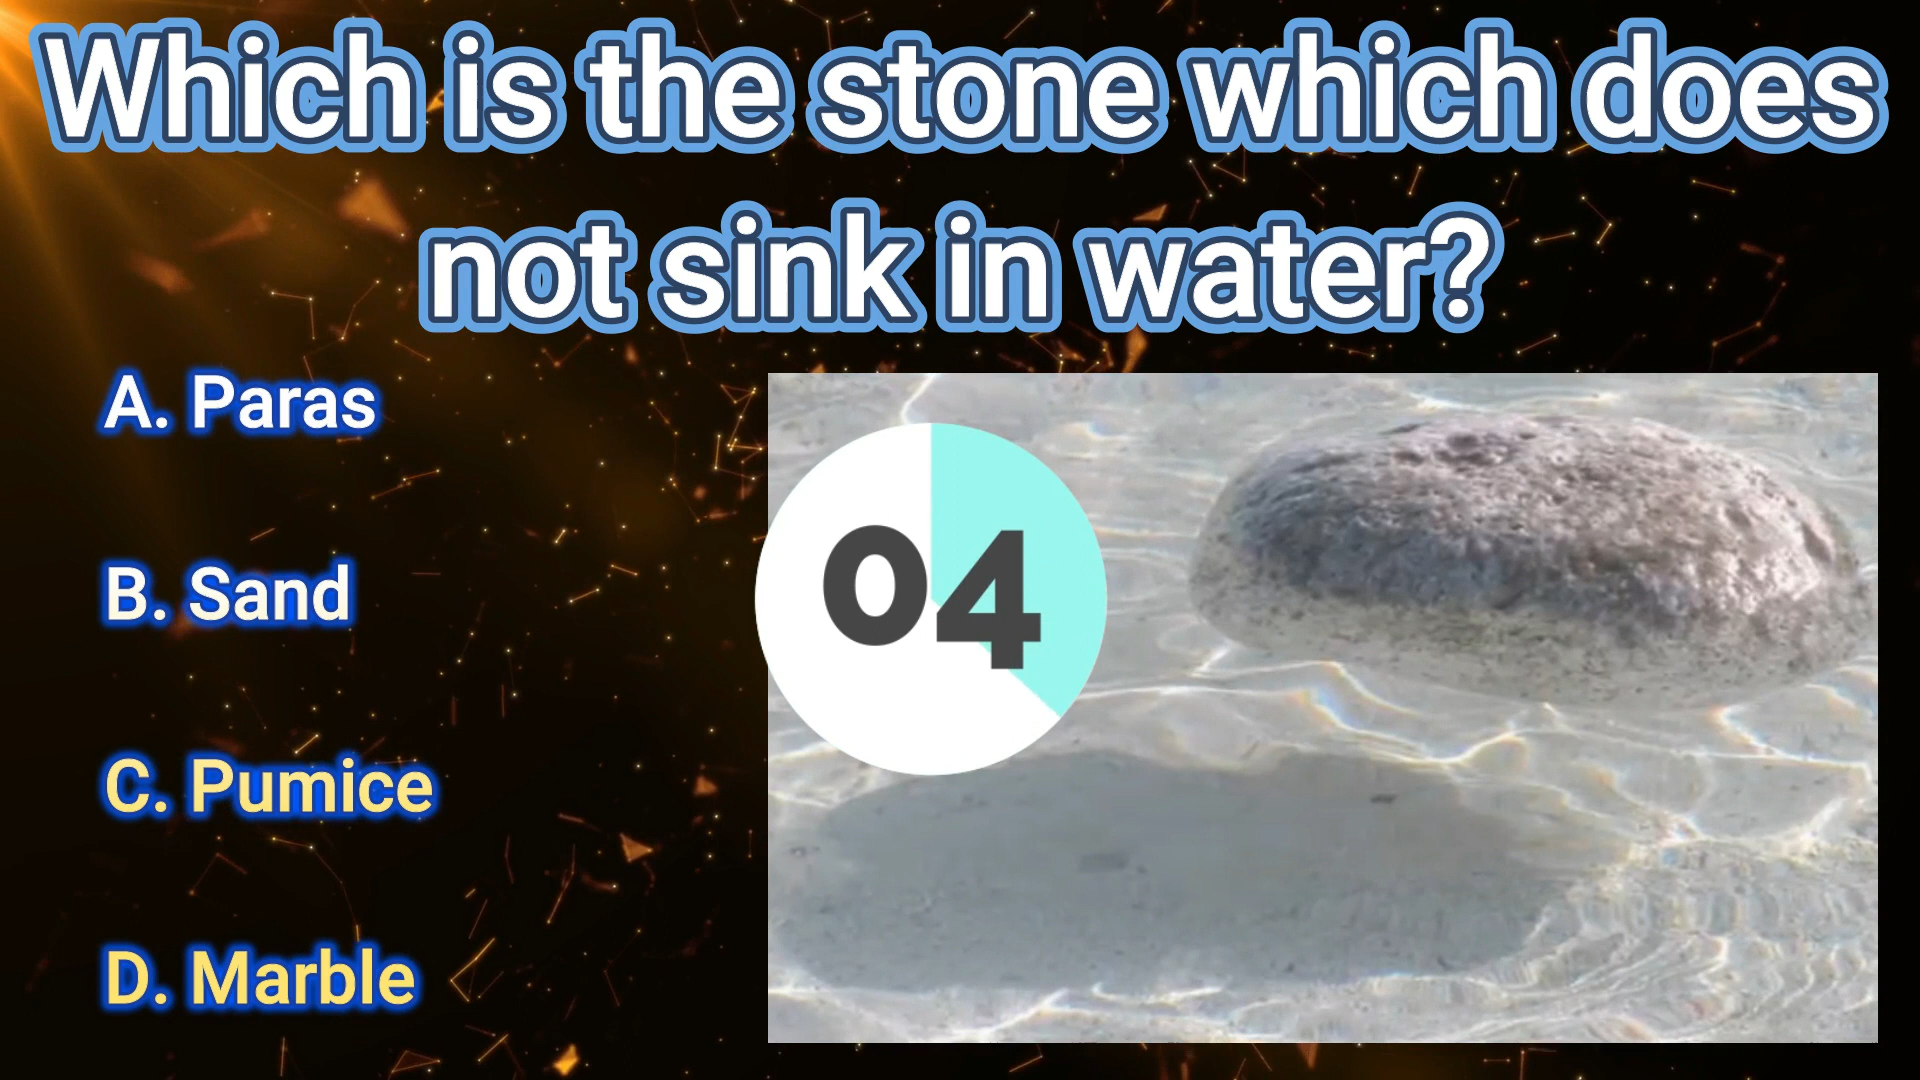 Which is the stone which does
not sink in water?
A. Paras
04
B. Sand
C. Pumice
D. Marble